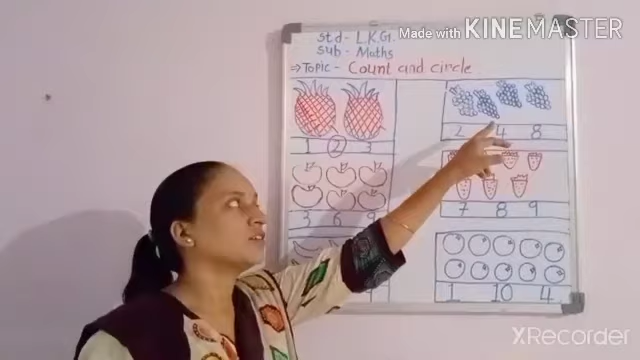 Made with KINEMASTER
std - L.K.G.
sub - Maths
⇒ Topic - Count and circle
1 2 3
2 4 8
3 6 9
7 8 9
1 10 4
XRecorder